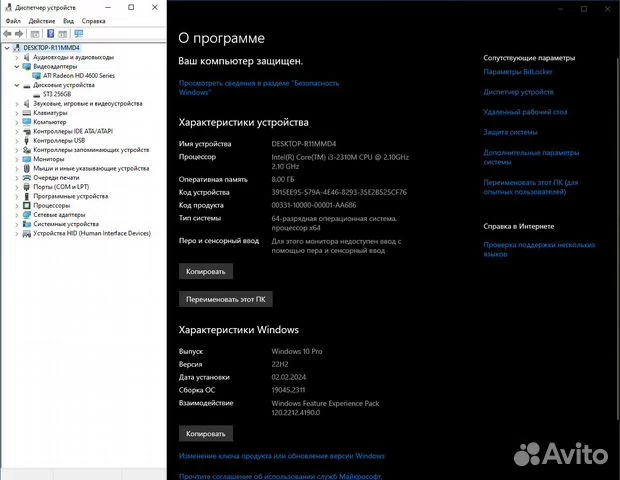 Диспетчер устройств
Файл Действие Вид Справка
DESKTOP-R11MMD4
Аудиовходы и аудиовыходы
Видеоадаптеры
ATI Radeon HD 4600 Series
Дисковые устройства
ST3 256GB
Звуковые, игровые и видеоустройства
Клавиатуры
Компьютер
Контроллеры IDE ATA/ATAPI
Контроллеры USB
Контроллеры запоминающих устройств
Мониторы
Мыши и иные указывающие устройства
Очереди печати
Порты (COM и LPT)
Программные устройства
Процессоры
Сетевые адаптеры
Системные устройства
Устройства HID (Human Interface Devices)
О программе
Ваш компьютер защищен.
Просмотреть сведения в разделе "Безопасность
Windows"
Характеристики устройства
Имя устройства DESKTOP-R11MMD4
Процессор Intel(R) Core(TM) i3-2310M CPU @ 2.10GHz
2.10 GHz
Оперативная память 8,00 ГБ
Код устройства 3915EE95-579A-4E46-8293-35E2B525CF76
Код продукта 00331-10000-00001-AA686
Тип системы 64-разрядная операционная система,
процессор x64
Перо и сенсорный ввод Для этого монитора недоступен ввод с
помощью пера и сенсорный ввод
Копировать
Переименовать этот ПК
Характеристики Windows
Выпуск Windows 10 Pro
Версия 22H2
Дата установки 02.02.2024
Сборка ОС 19045.2311
Взаимодействие Windows Feature Experience Pack
120.2212.4190.0
Копировать
Изменение ключа продукта или обновление версии Windows
Прочтите соглашение об использовании служб Майкрософт,
Сопутствующие параметры
Параметры BitLocker
Диспетчер устройств
Удаленный рабочий стол
Защита системы
Дополнительные параметры
системы
Переименовать этот ПК (для
опытных пользователей)
Справка в Интернете
Проверка поддержки нескольких
языков
Avito